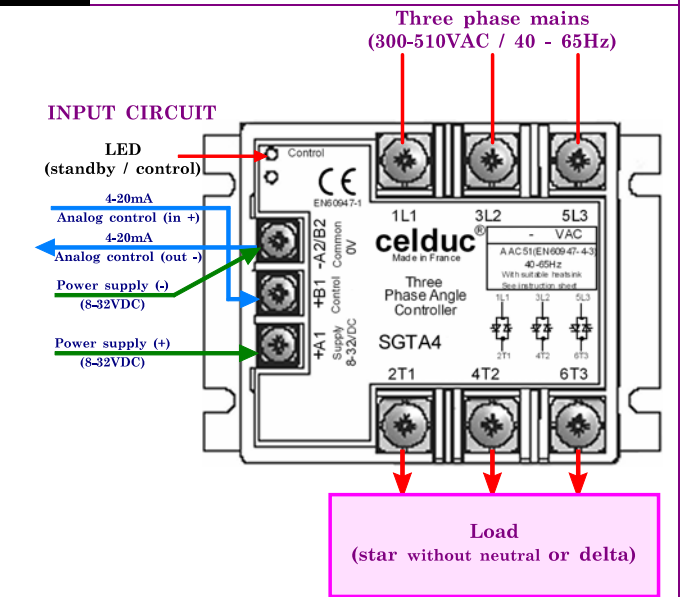 Three phase mains
(300-510VAC / 40 - 65Hz)
INPUT CIRCUIT
LED
(standby / control)
4-20mA
Analog control (in +)
4-20mA
Analog control (out -)
Power supply (-)
(8-32VDC)
Power supply (+)
(8-32VDC)
Control
CE
EN60947-1
-A2/B2
Common
0V
+B1
Control
+A1
Supply
8-32VDC
1L1 3L2 5L3
celduc®
Made in France
Three
Phase Angle
Controller
SGTA4
- VAC
AAC51(EN60947-4-3)
40-65Hz
With suitable heatsink
See instruction sheet
1L1 3L2 5L3
2T1 4T2 6T3
2T1 4T2 6T3
Load
(star without neutral or delta)